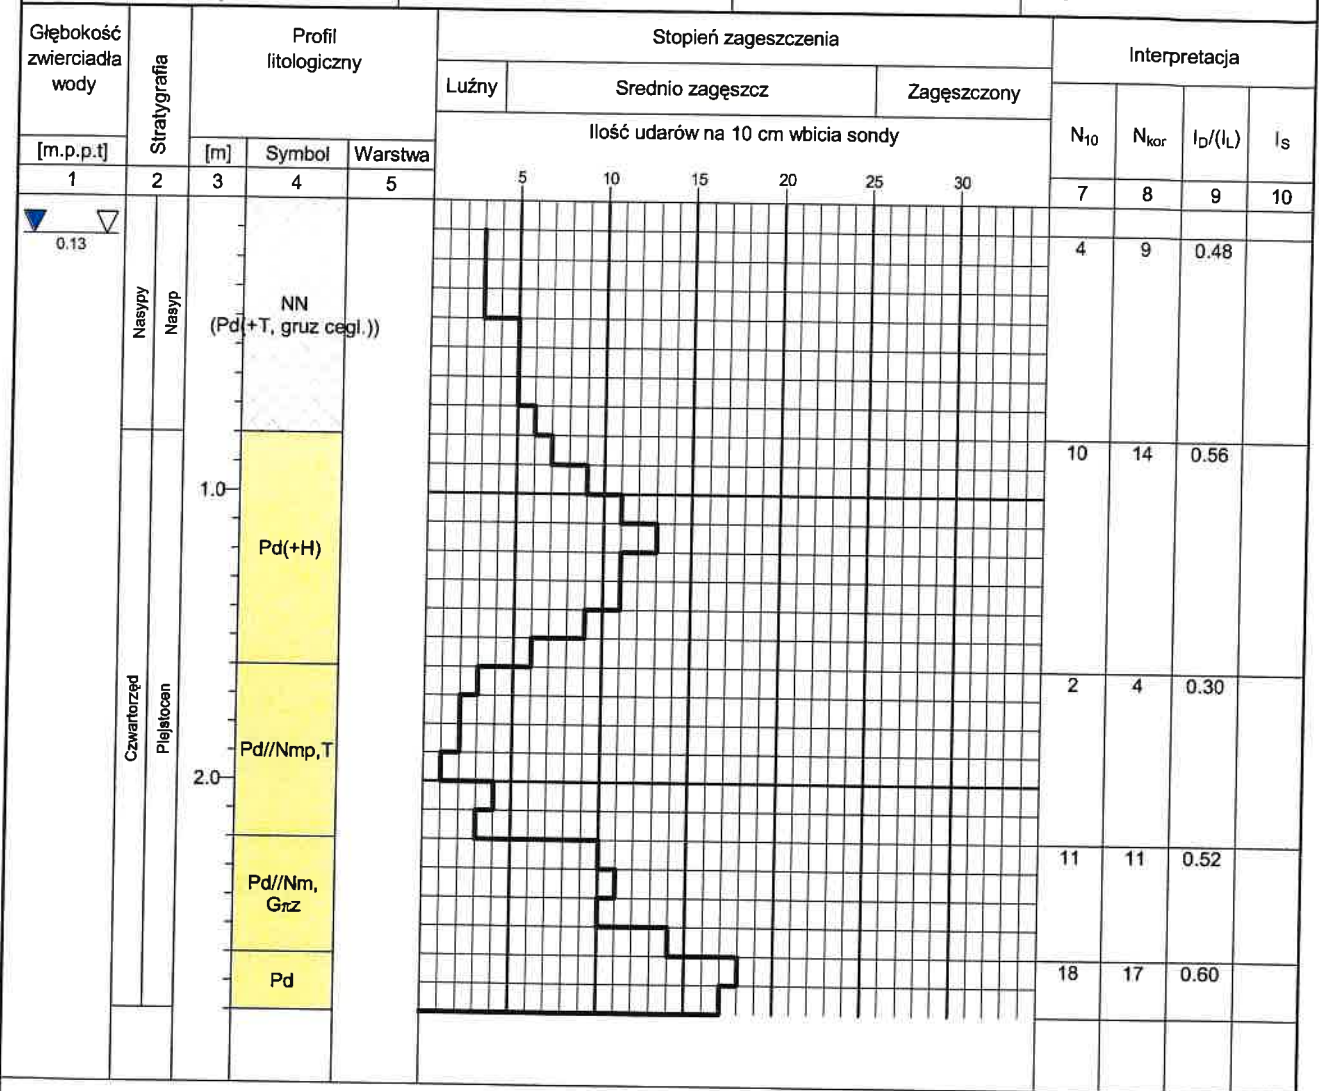 Głębokość
zwierciadła
wody
[m.p.p.t]
Stratygrafia
Profil
litologiczny
[m] Symbol Warstwa
Stopień zageszczenia
Luźny Srednio zagęszcz Zagęszczony
Ilość udarów na 10 cm wbicia sondy
Interpretacja
N10 Nkor ID/(IL) IS
1 2 3 4 5 7 8 9 10
5 10 15 20 25 30
0.13
Nasypy
Nasyp
NN
(Pd(+T, gruz cegl.))
4 9 0.48
1.0
Pd(+H)
10 14 0.56
Czwartorzęd
Plejstocen
Pd//Nmp,T
2 4 0.30
2.0
Pd//Nm,
GπZ
11 11 0.52
Pd
18 17 0.60